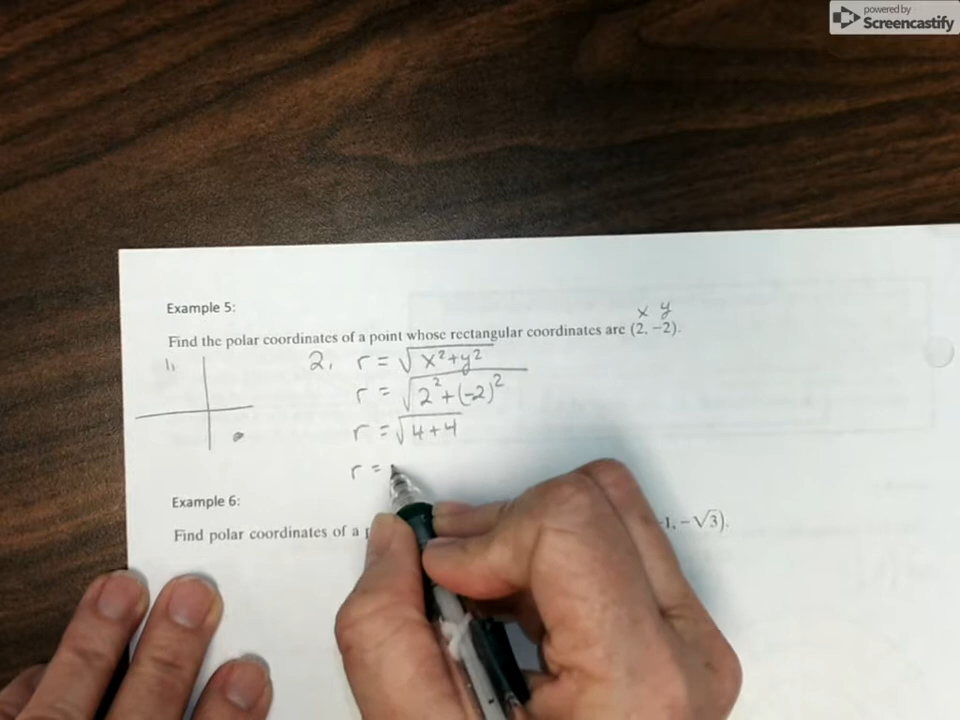 powered by
Screencastify
Example 5:
x y
Find the polar coordinates of a point whose rectangular coordinates are (2, −2).
1.
2. r = √x²+y²
r = √2²+(-2)²
r = √4+4
r =
Example 6:
Find polar coordinates of a
1, −√3).